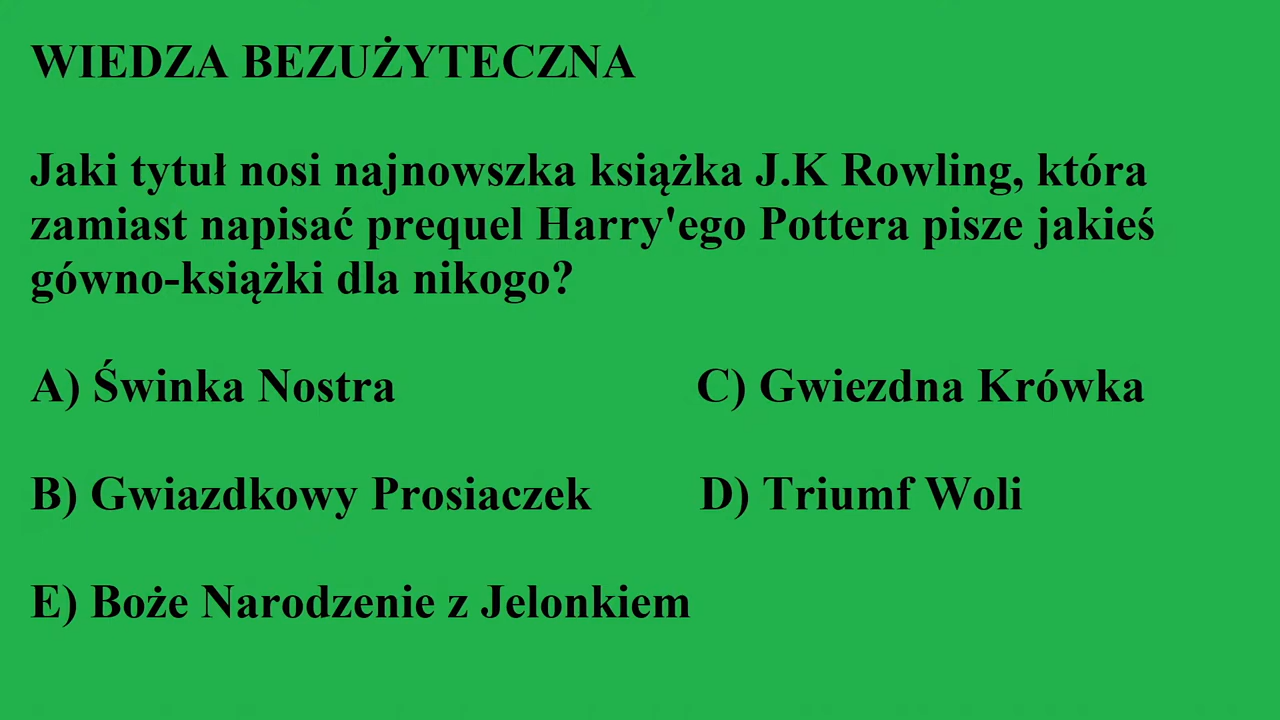 WIEDZA BEZUŻYTECZNA
Jaki tytuł nosi najnowszka książka J.K Rowling, która
zamiast napisać prequel Harry'ego Pottera pisze jakieś
gówno-książki dla nikogo?
A) Świnka Nostra
C) Gwiezdna Krówka
B) Gwiazdkowy Prosiaczek
D) Triumf Woli
E) Boże Narodzenie z Jelonkiem